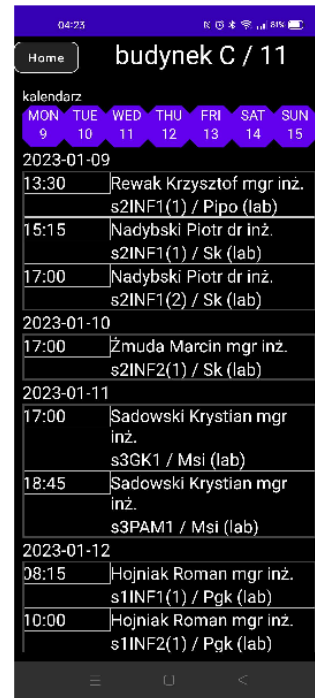 04:23
81%
Home
budynek C / 11
kalendarz
MON TUE WED THU FRI SAT SUN
9 10 11 12 13 14 15
2023-01-09
13:30 Rewak Krzysztof mgr inż.
s2INF1(1) / Pipo (lab)
15:15 Nadybski Piotr dr inż.
s2INF1(1) / Sk (lab)
17:00 Nadybski Piotr dr inż.
s2INF1(2) / Sk (lab)
2023-01-10
17:00 Żmuda Marcin mgr inż.
s2INF2(1) / Sk (lab)
2023-01-11
17:00 Sadowski Krystian mgr
inż.
s3GK1 / Msi (lab)
18:45 Sadowski Krystian mgr
inż.
s3PAM1 / Msi (lab)
2023-01-12
08:15 Hojniak Roman mgr inż.
s1INF1(1) / Pgk (lab)
10:00 Hojniak Roman mgr inż.
s1INF2(1) / Pgk (lab)